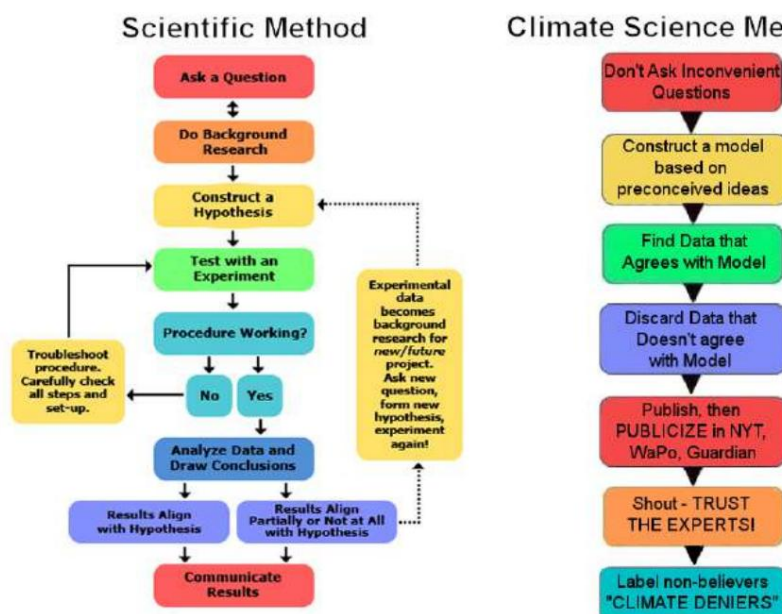 Scientific Method
Ask a Question
Do Background
Research
Construct a
Hypothesis
Test with an
Experiment
Procedure Working?
Troubleshoot
procedure.
Carefully check
all steps and
set-up.
No
Yes
Experimental
data
becomes
background
research for
new/future
project.
Ask new
question,
form new
hypothesis,
experiment
again!
Analyze Data and
Draw Conclusions
Results Align
with Hypothesis
Results Align
Partially or Not at All
with Hypothesis
Communicate
Results
Climate Science Me
Don't Ask Inconvenient
Questions
Construct a model
based on
preconceived ideas
Find Data that
Agrees with Model
Discard Data that
Doesn't agree
with Model
Publish, then
PUBLICIZE in NYT,
WaPo, Guardian
Shout - TRUST
THE EXPERTS!
Label non-believers
"CLIMATE DENIERS"